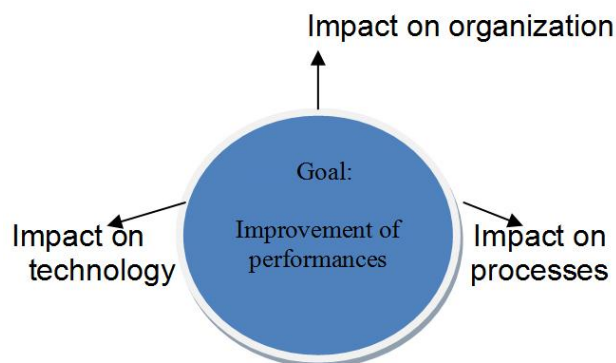 Impact on organization
Goal:
Improvement of
performances
Impact on
technology
Impact on
processes